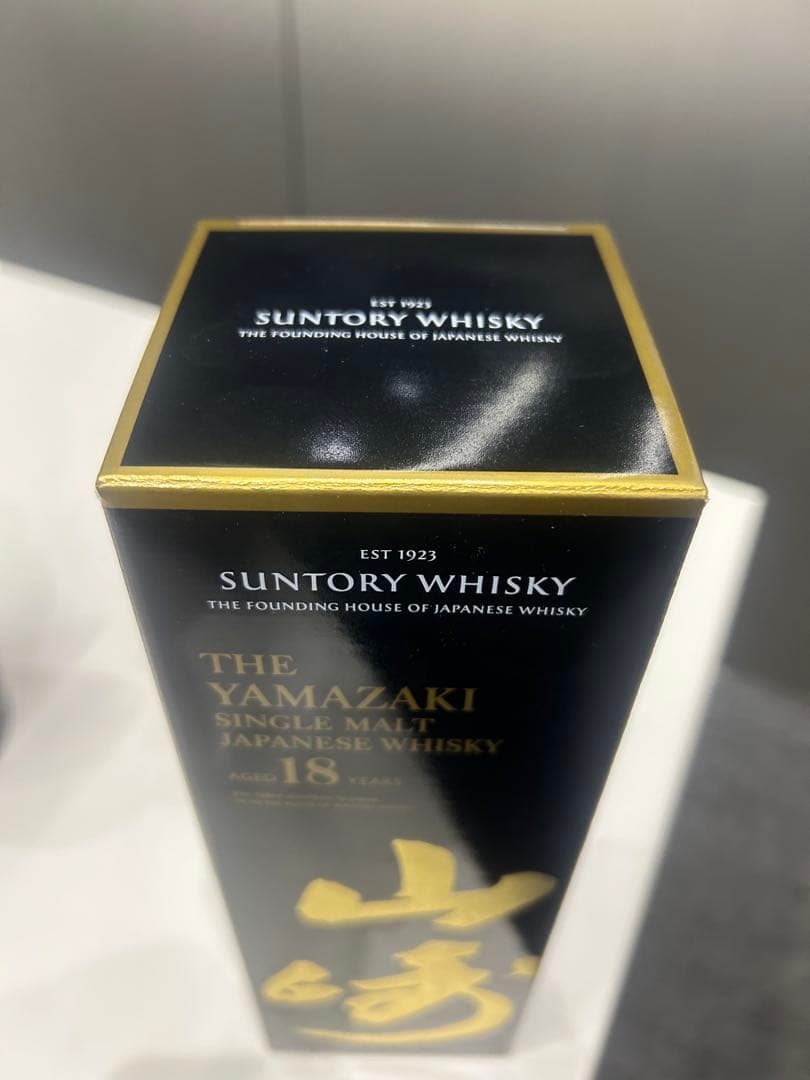 EST 1923
SUNTORY WHISKY
THE FOUNDING HOUSE OF JAPANESE WHISKY
EST 1923
SUNTORY WHISKY
THE FOUNDING HOUSE OF JAPANESE WHISKY
THE
YAMAZAKI
SINGLE MALT
JAPANESE WHISKY
AGED 18 YEARS
山
崎